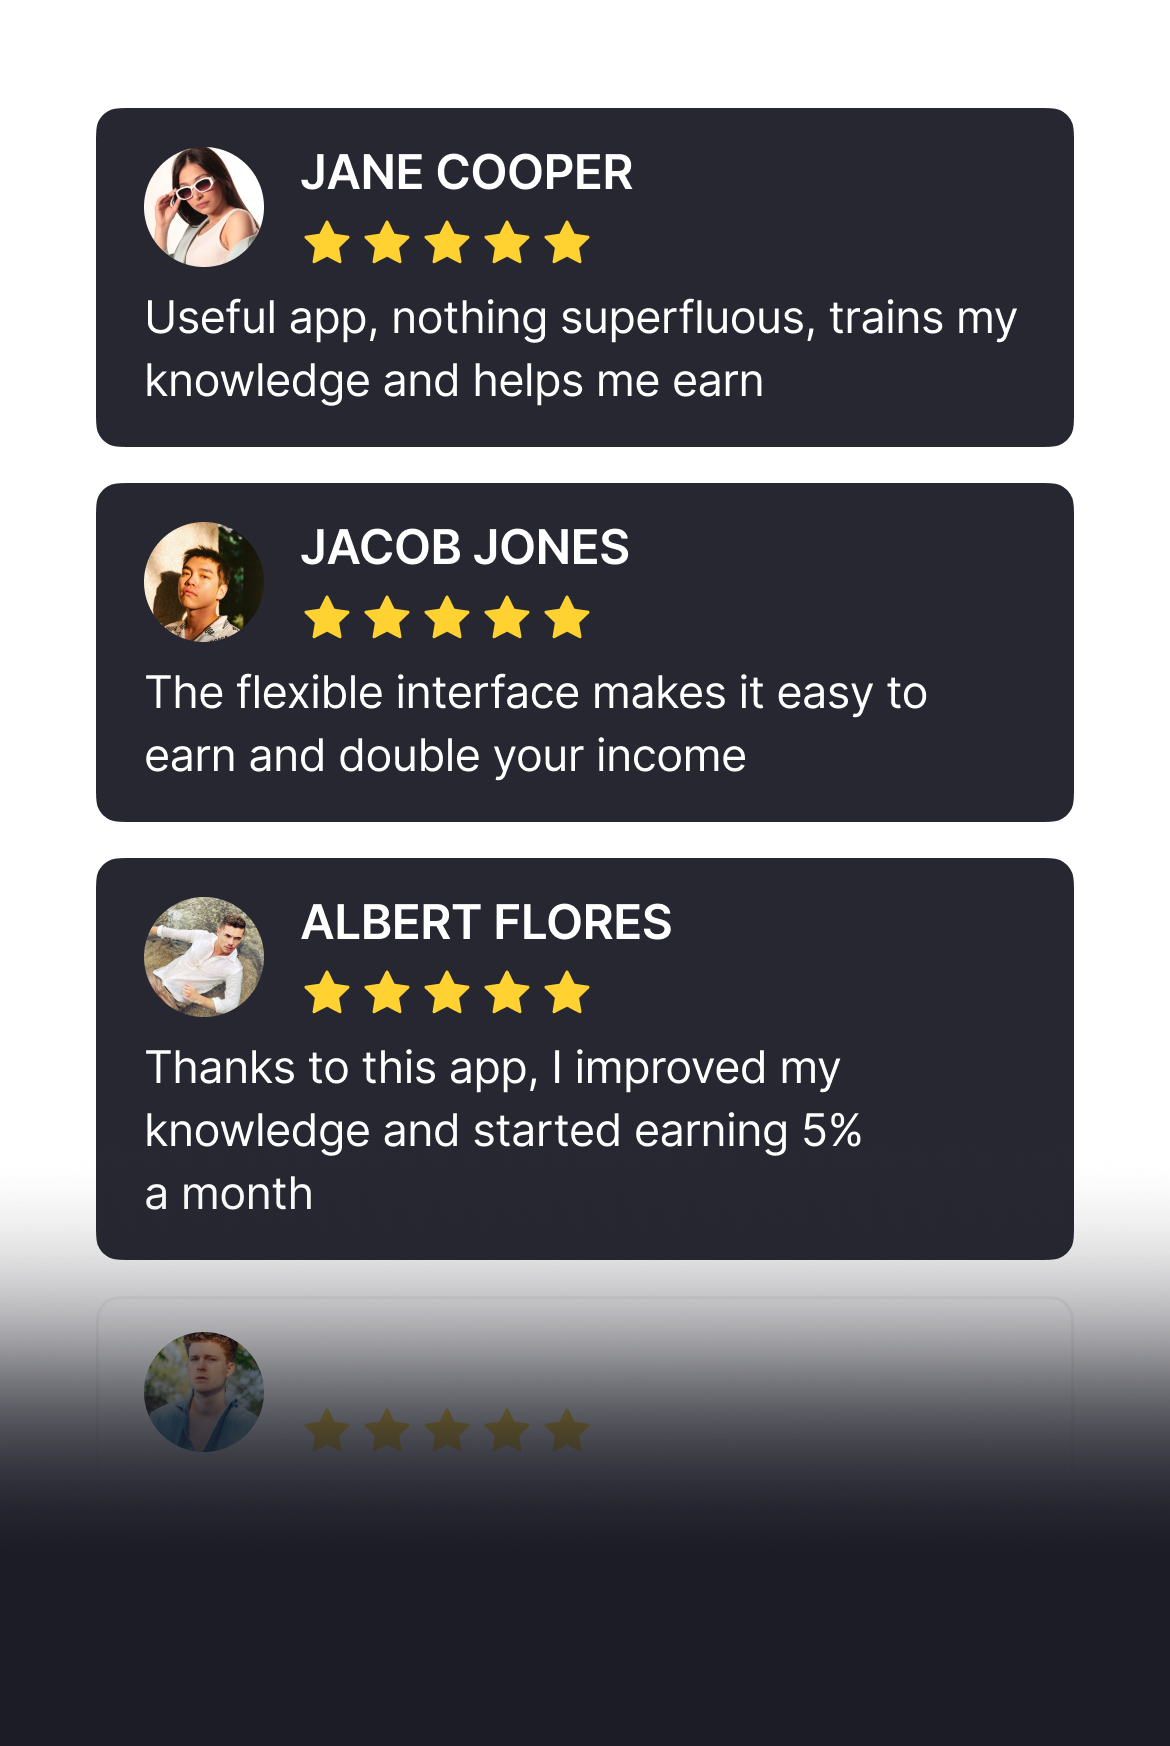 JANE COOPER
Useful app, nothing superfluous, trains my
knowledge and helps me earn
JACOB JONES
The flexible interface makes it easy to
earn and double your income
ALBERT FLORES
Thanks to this app, I improved my
knowledge and started earning 5%
a month